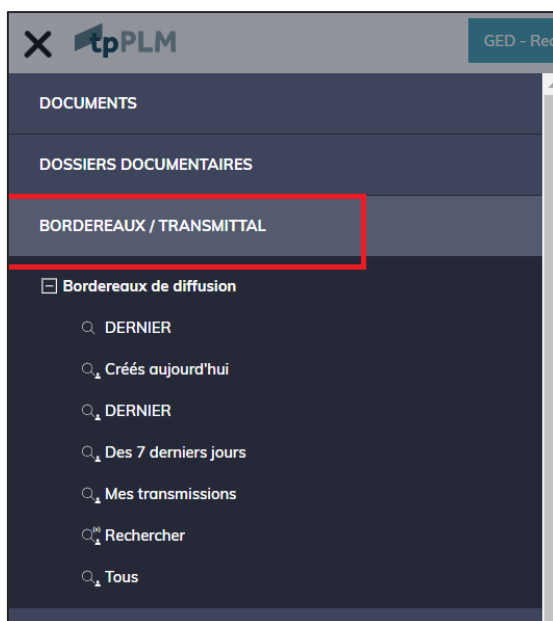 tpPLM
GED - Rec
DOCUMENTS
DOSSIERS DOCUMENTAIRES
BORDEREAUX / TRANSMITTAL
Bordereaux de diffusion
DERNIER
Créés aujourd'hui
DERNIER
Des 7 derniers jours
Mes transmissions
Rechercher
Tous